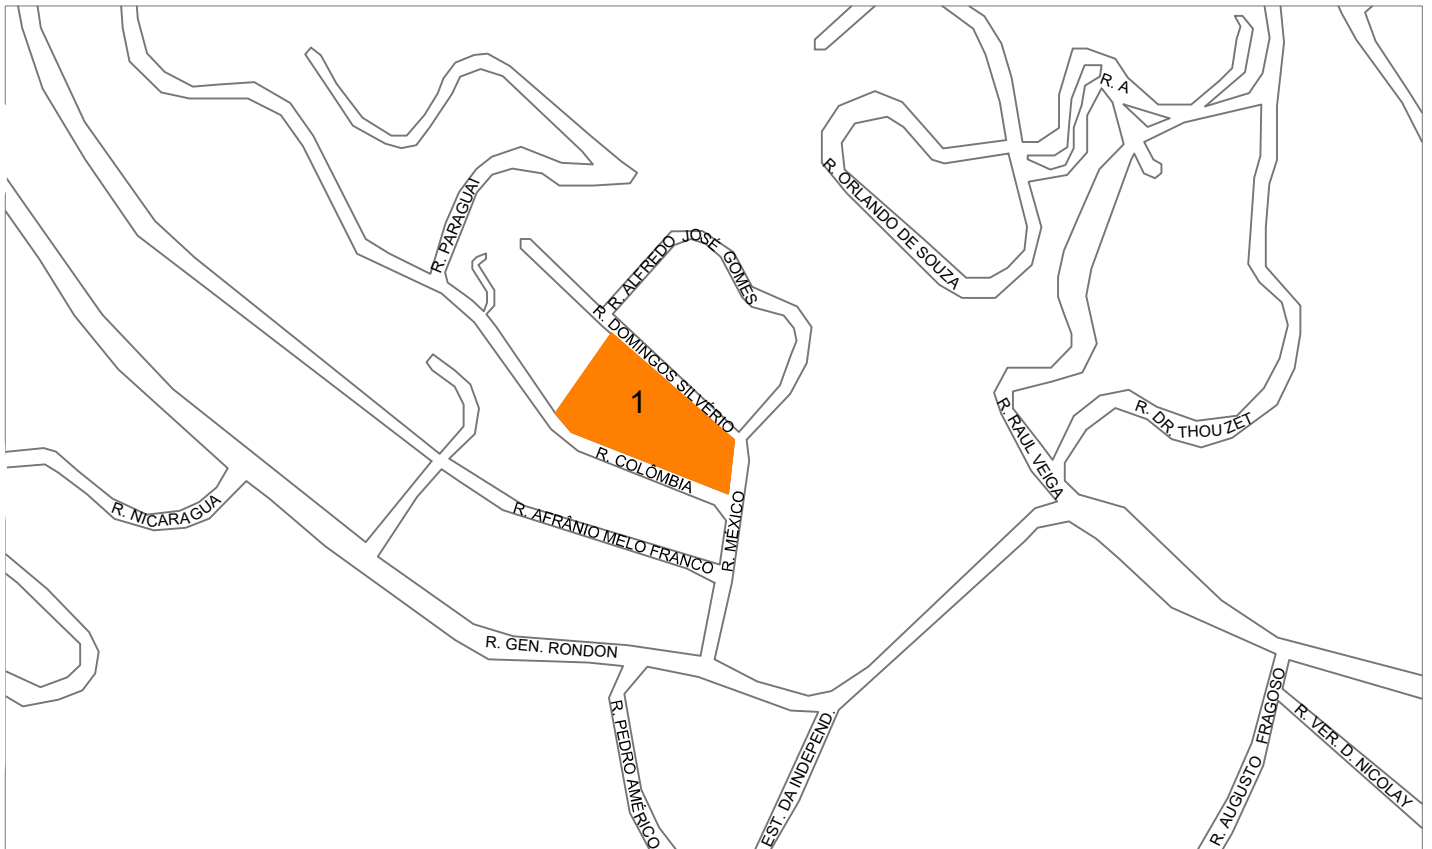 R. A
R. PARAGUAI
R. ORLANDO DE SOUZA
R. ALFREDO JOSÉ GOMES
R. DOMINGOS SILVÉRIO
1
R. COLÔMBIA
R. RAUL VEIGA
R. DR. THOUZET
R. NICARAGUA
R. AFRÂNIO MELO FRANCO
R. MÉXICO
R. GEN. RONDON
R. PEDRO AMÉRICO
EST. DA INDEPEND.
R. AUGUSTO FRAGOSO
R. VER. D. NICOLAY